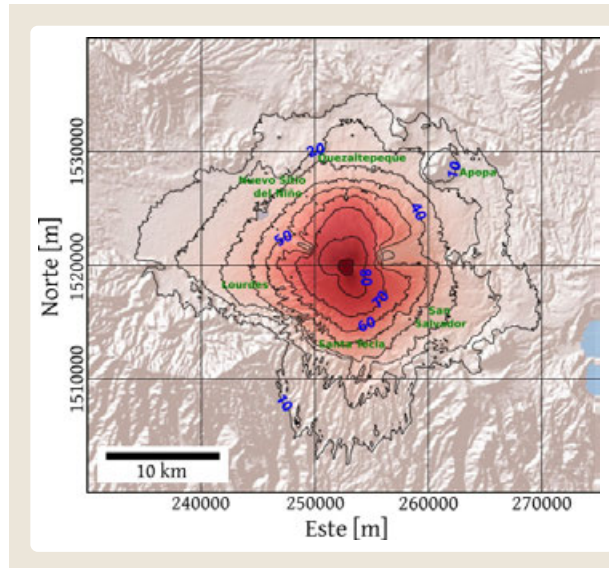 20
Quezaltepeque
10
Apopa
Nuevo Sitio
del Niño
40
50
80
Lourdes
70
San
Salvador
60
Santa Tecla
10
10 km
1530000
1520000
1510000
Norte [m]
240000
250000
260000
270000
Este [m]